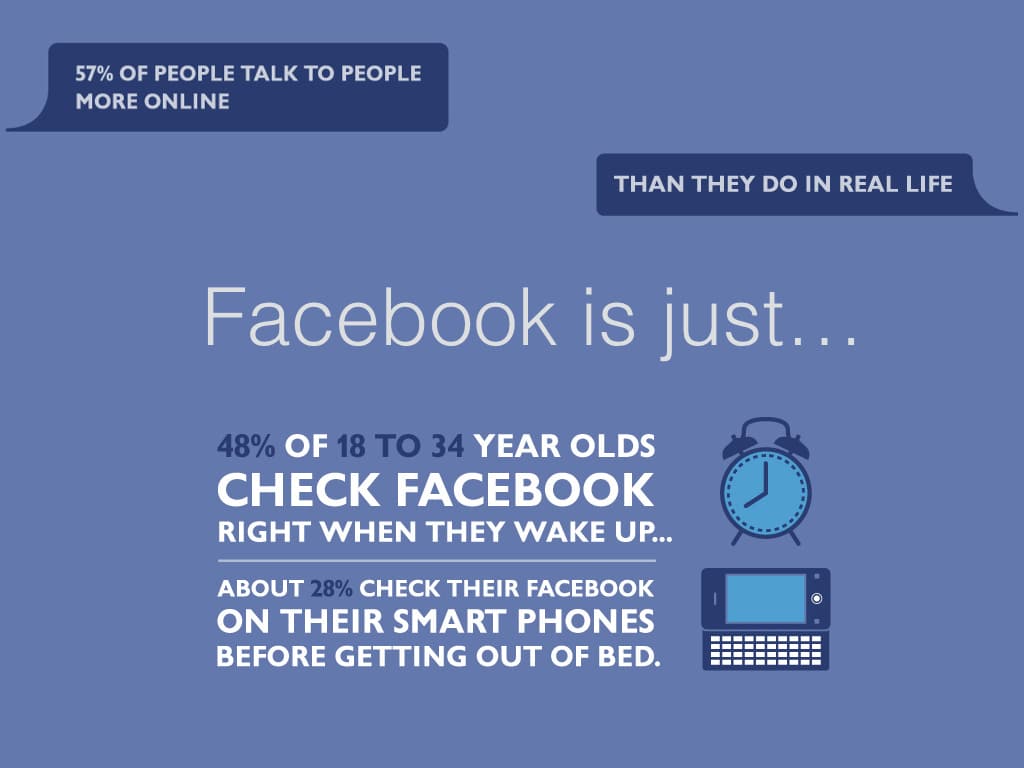 57% OF PEOPLE TALK TO PEOPLE
MORE ONLINE
THAN THEY DO IN REAL LIFE
Facebook is just...
48% OF 18 TO 34 YEAR OLDS
CHECK FACEBOOK
RIGHT WHEN THEY WAKE UP...
ABOUT 28% CHECK THEIR FACEBOOK
ON THEIR SMART PHONES
BEFORE GETTING OUT OF BED.